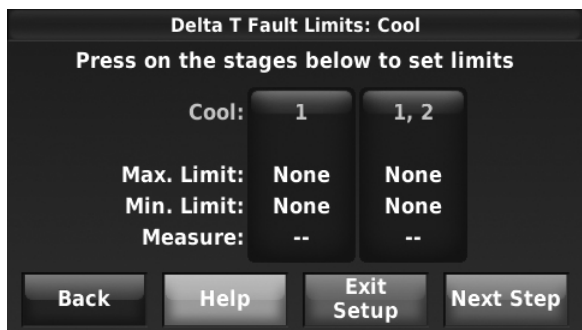 Delta T Fault Limits: Cool
Press on the stages below to set limits
Cool: 1 1, 2
Max. Limit: None None
Min. Limit: None None
Measure: -- --
Back Help Exit Setup Next Step